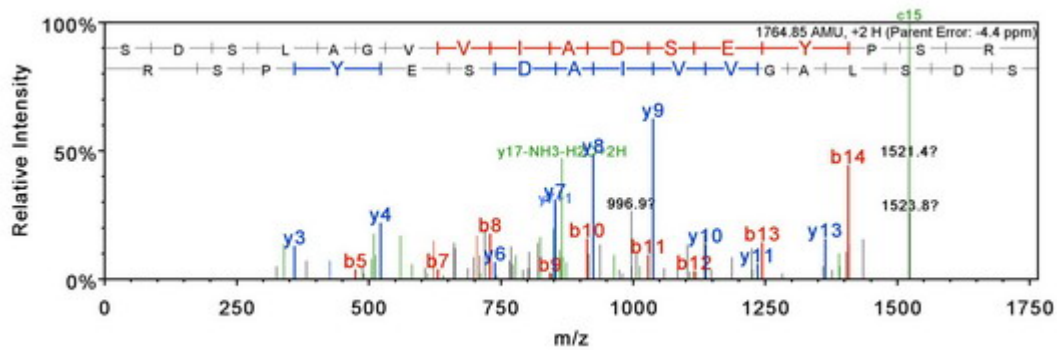 c15
100%
1764.85 AMU, +2 H (Parent Error: -4.4 ppm)
S D S L A G V V I A D S E Y P S R
R S P Y E S D A I V V G A L S D S
y9
50%
y17-NH3-H2O+2H
y8
b14
1521.4?
y7
996.9?
1523.8?
y4
b8
b10
y3
y10
b13
b11
y6
y11
b5
b7
b9
b12
0%
0 250 500 750 1000 1250 1500 1750
m/z
Relative Intensity